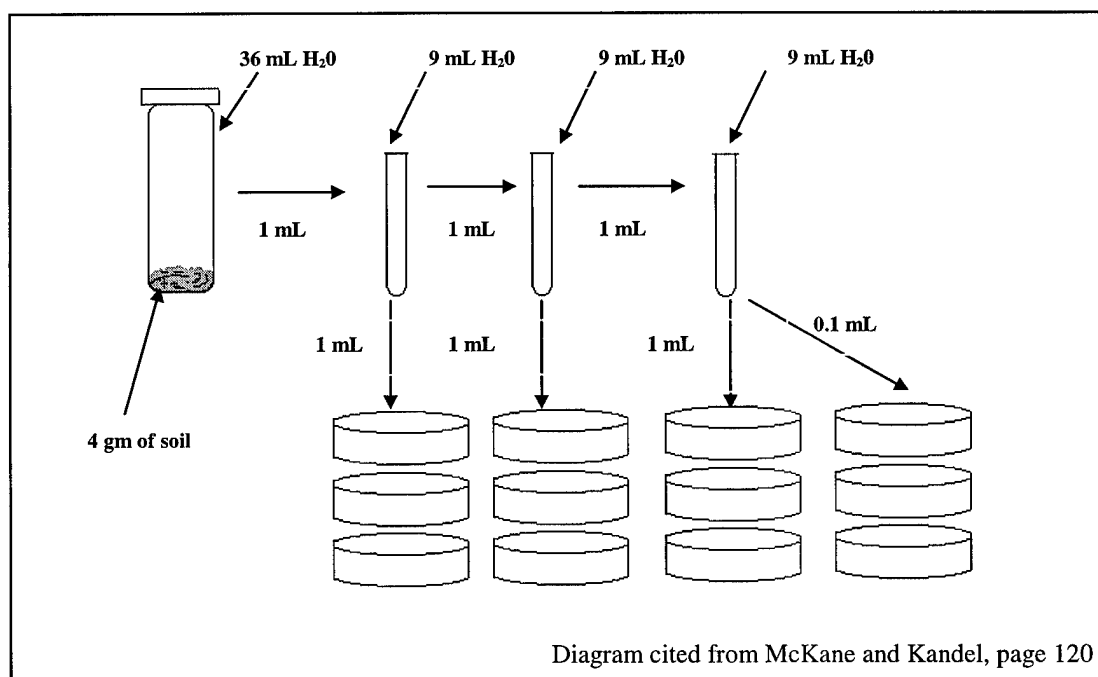 36 mL H₂0
9 mL H₂0
9 mL H₂0
9 mL H₂0
1 mL
1 mL
1 mL
1 mL
1 mL
1 mL
0.1 mL
4 gm of soil
Diagram cited from McKane and Kandel, page 120